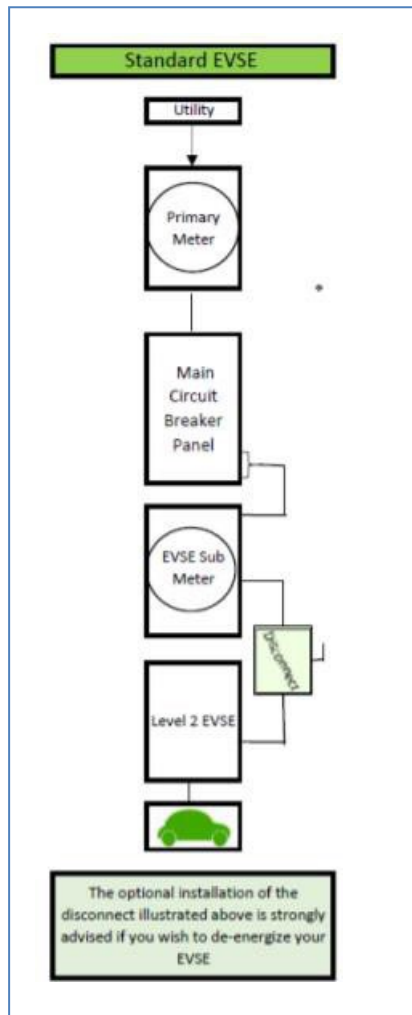 Standard EVSE
Utility
Primary
Meter
Main
Circuit
Breaker
Panel
EVSE Sub
Meter
Disconnect
Level 2 EVSE
The optional installation of the
disconnect illustrated above is strongly
advised if you wish to de-energize your
EVSE